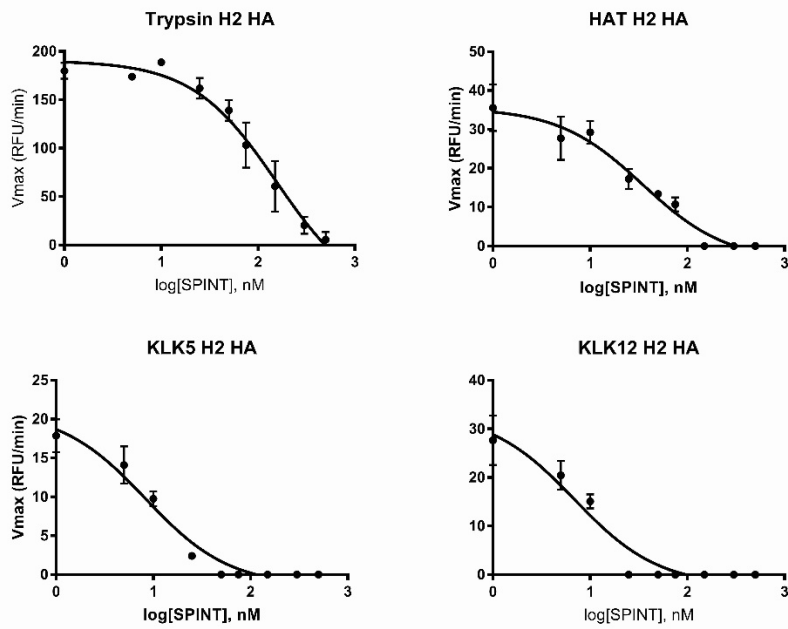 Trypsin H2 HA
200
150
100
50
0
Vmax (RFU/min)
0 1 2 3
log[SPINT], nM
HAT H2 HA
50
40
30
20
10
0
Vmax (RFU/min)
0 1 2 3
log[SPINT], nM
KLK5 H2 HA
25
20
15
10
5
0
Vmax (RFU/min)
0 1 2 3
log[SPINT], nM
KLK12 H2 HA
40
30
20
10
0
Vmax (RFU/min)
0 1 2 3
log[SPINT], nM